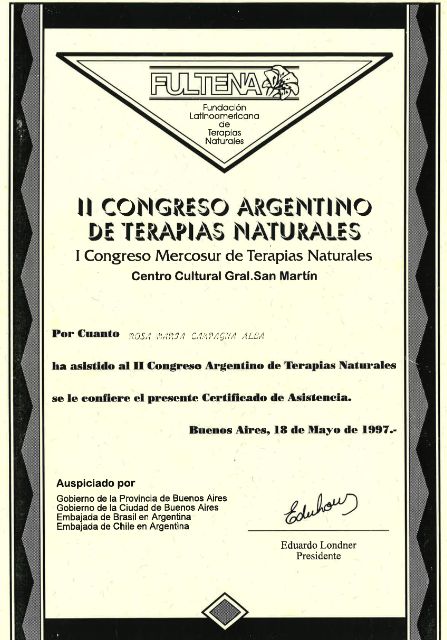 FULTENA
Fundación
Latinoomericana
de
Terapias
Naturales
II CONGRESO ARGENTINO
DE TERAPIAS NATURALES
I Congreso Mercosur de Terapias Naturales
Centro Cultural Gral.San Martín
Por Cuanto ROSA MARIA CAMPAGNA ALBA
ha asistido al II Congreso Argentino de Terapias Naturales
se le confiere el presente Certificado de Asistencia.
Buenos Aires, 18 de Mayo de 1997.-
Auspiciado por
Gobierno de la Provincia de Buenos Aires
Gobierno de la Ciudad de Buenos Aires
Embajada de Brasil en Argentina
Embajada de Chile en Argentina
Eduardo Londner
Presidente